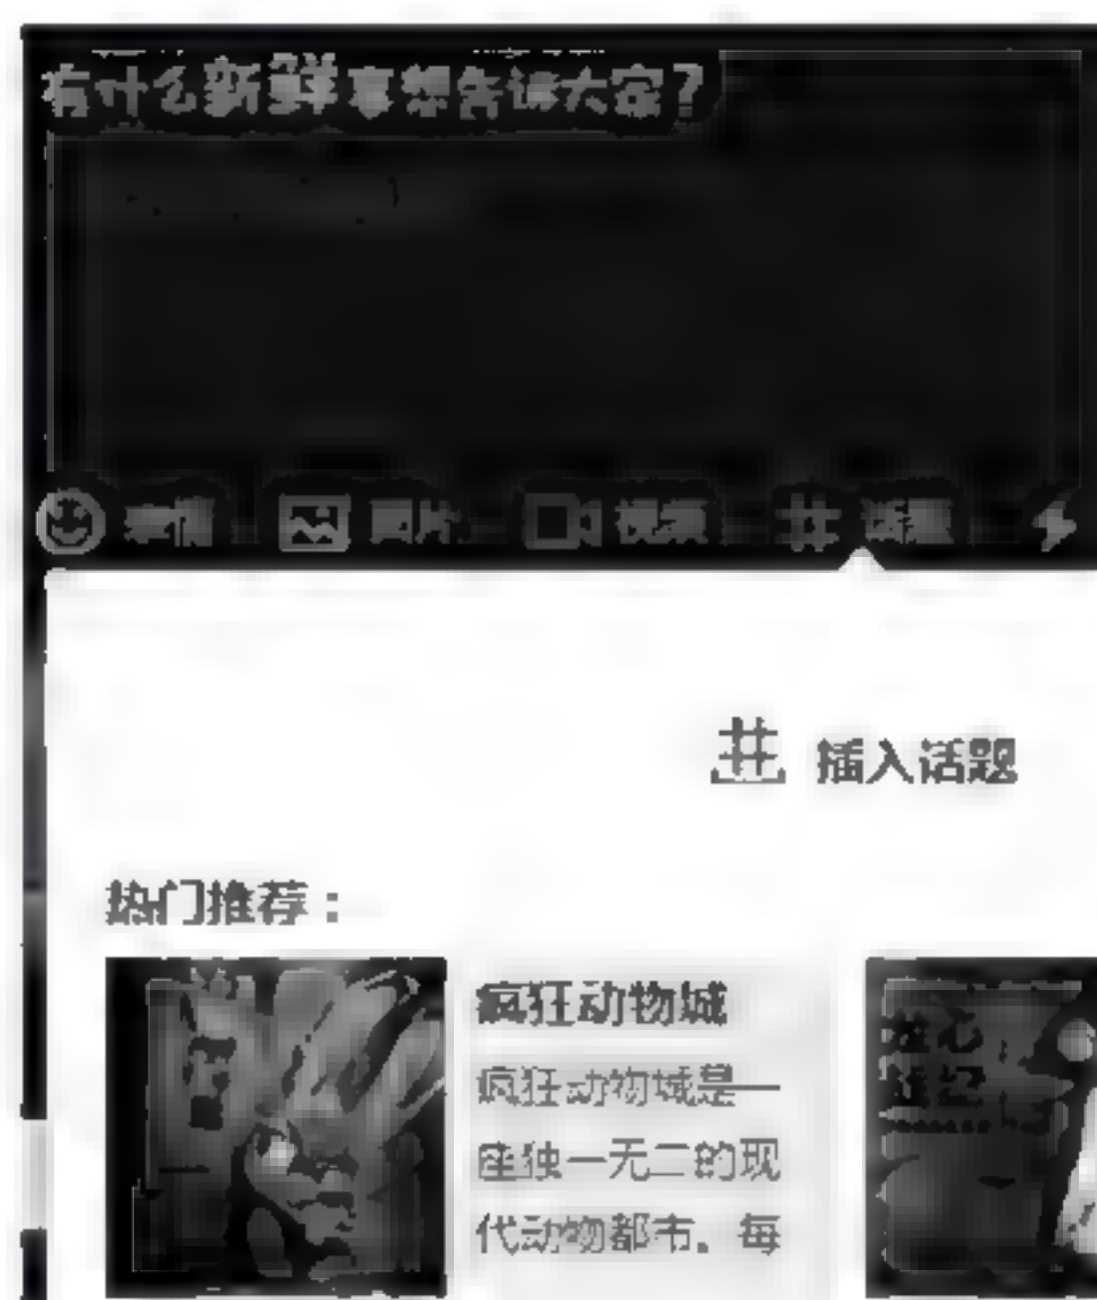 有什么新鲜事想告诉大家?
表情 图片 视频 话题
插入话题
热门推荐：
疯狂动物城
疯狂动物城是一
座独一无二的现
代动物都市。每